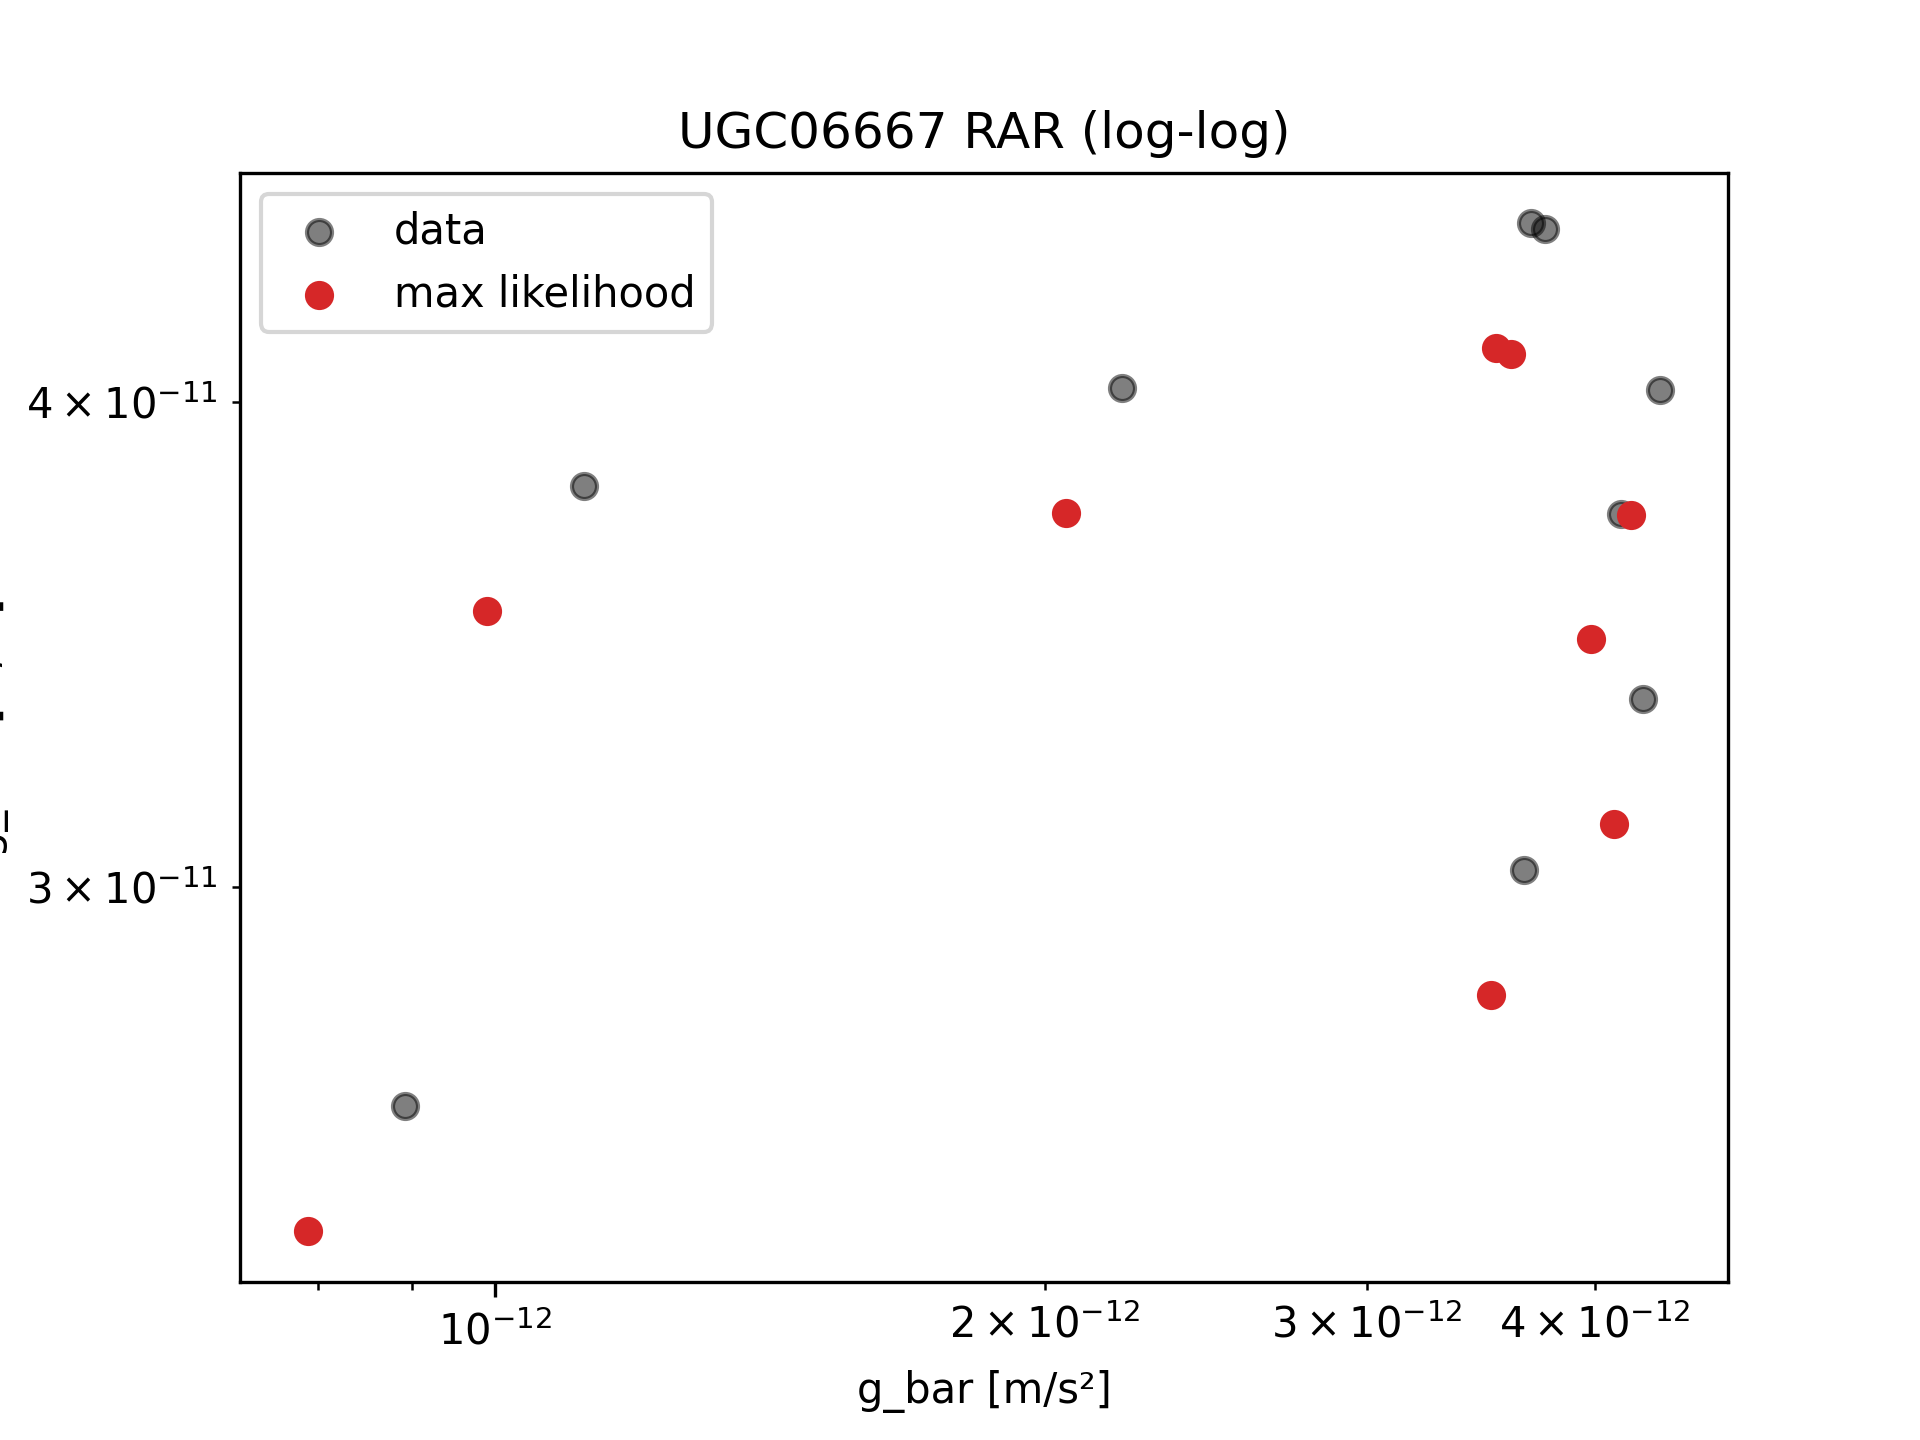 UGC06667 RAR (log-log)
data
max likelihood
4 × 10⁻¹¹
3 × 10⁻¹¹
10⁻¹²
2 × 10⁻¹²
3 × 10⁻¹²
4 × 10⁻¹²
g_bar [m/s²]